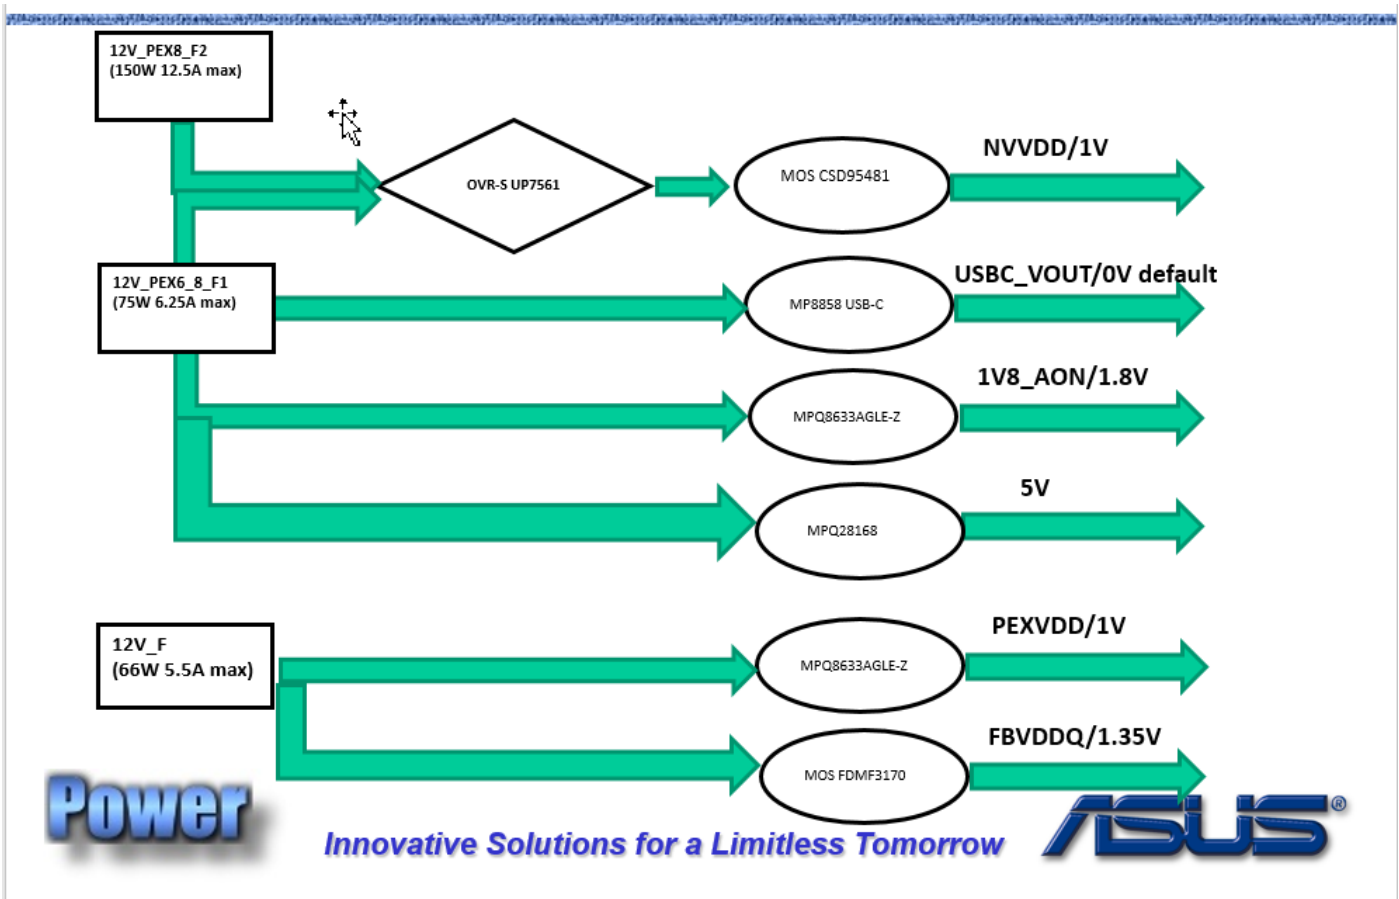 12V_PEX8_F2
(150W 12.5A max)
NVVDD/1V
OVR-S UP7561
MOS CSD95481
12V_PEX6_8_F1
(75W 6.25A max)
USBC_VOUT/0V default
MP8858 USB-C
1V8_AON/1.8V
MPQ8633AGLE-Z
5V
MPQ28168
12V_F
(66W 5.5A max)
PEXVDD/1V
MPQ8633AGLE-Z
FBVDDQ/1.35V
MOS FDMF3170
Power
Innovative Solutions for a Limitless Tomorrow
ASUS®